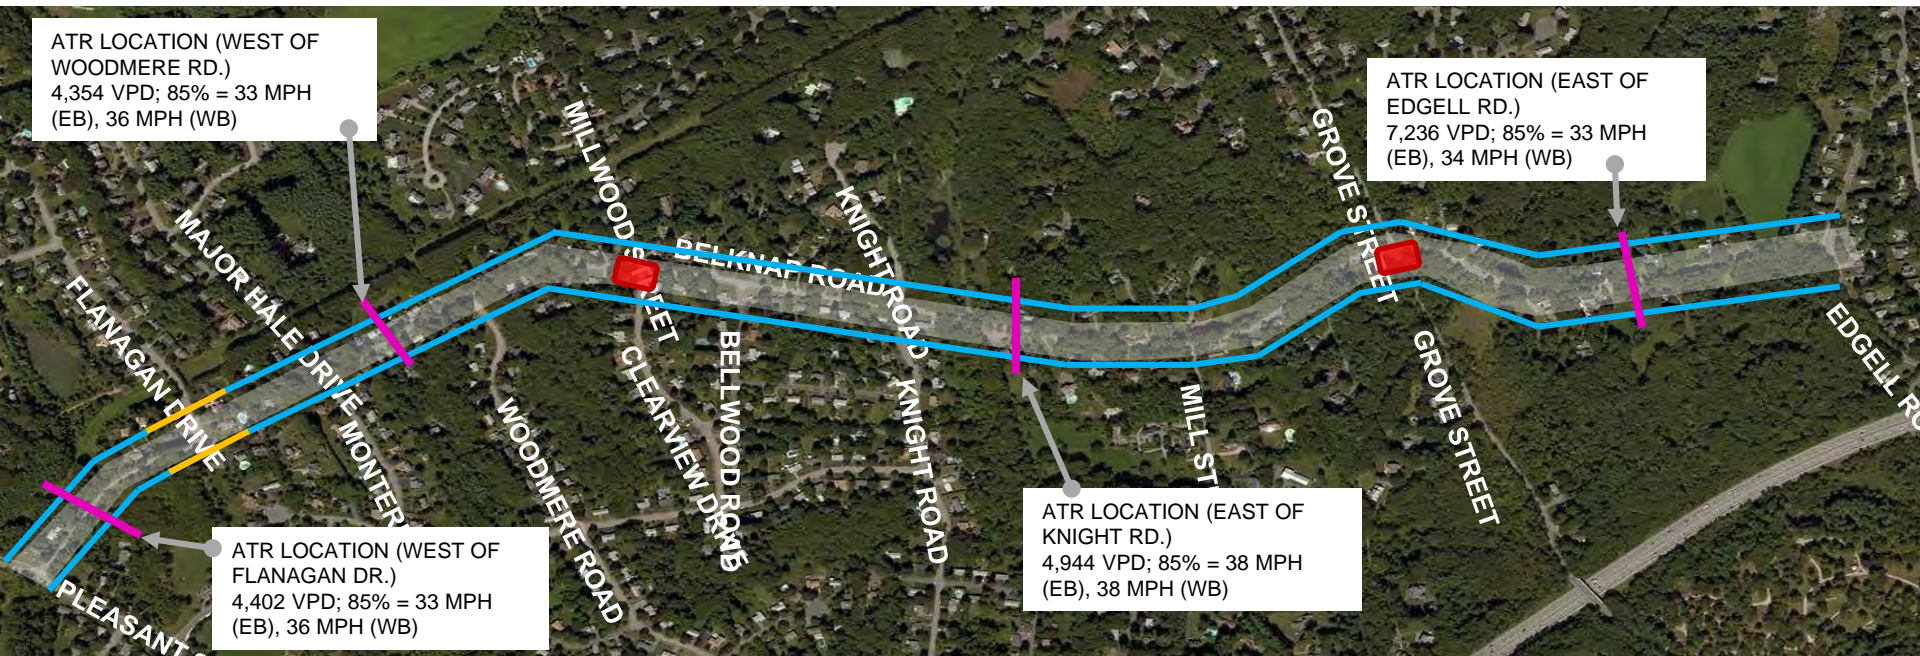 ATR LOCATION (WEST OF
WOODMERE RD.)
4,354 VPD; 85% = 33 MPH
(EB), 36 MPH (WB)
ATR LOCATION (EAST OF
EDGELL RD.)
7,236 VPD; 85% = 33 MPH
(EB), 34 MPH (WB)
MILLWOOD STREET
GROVE STREET
KNIGHT ROAD
BELKNAP ROAD
MAJOR HALE DRIVE
FLANAGAN DRIVE
BELLWOOD ROAD
CLEARVIEW DRIVE
KNIGHT ROAD
MILL ST
GROVE STREET
EDGELL RO
WOODMERE ROAD
MONTER
ATR LOCATION (EAST OF
KNIGHT RD.)
4,944 VPD; 85% = 38 MPH
(EB), 38 MPH (WB)
ATR LOCATION (WEST OF
FLANAGAN DR.)
4,402 VPD; 85% = 33 MPH
(EB), 36 MPH (WB)
PLEASANT